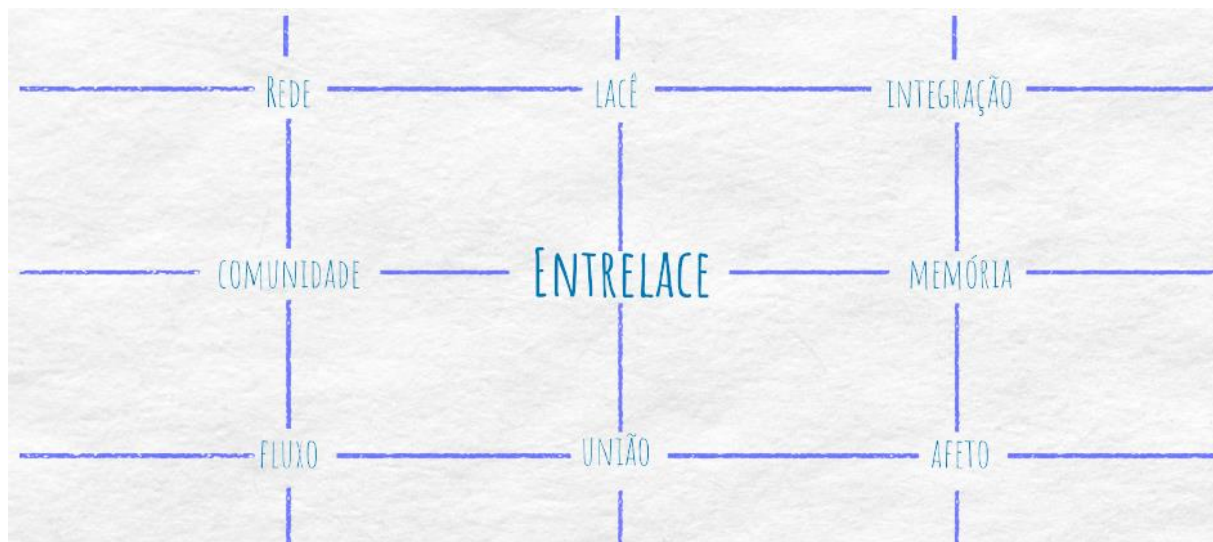 Rede lacê integração
comunidade Entrelace memória
fluxo união afeto